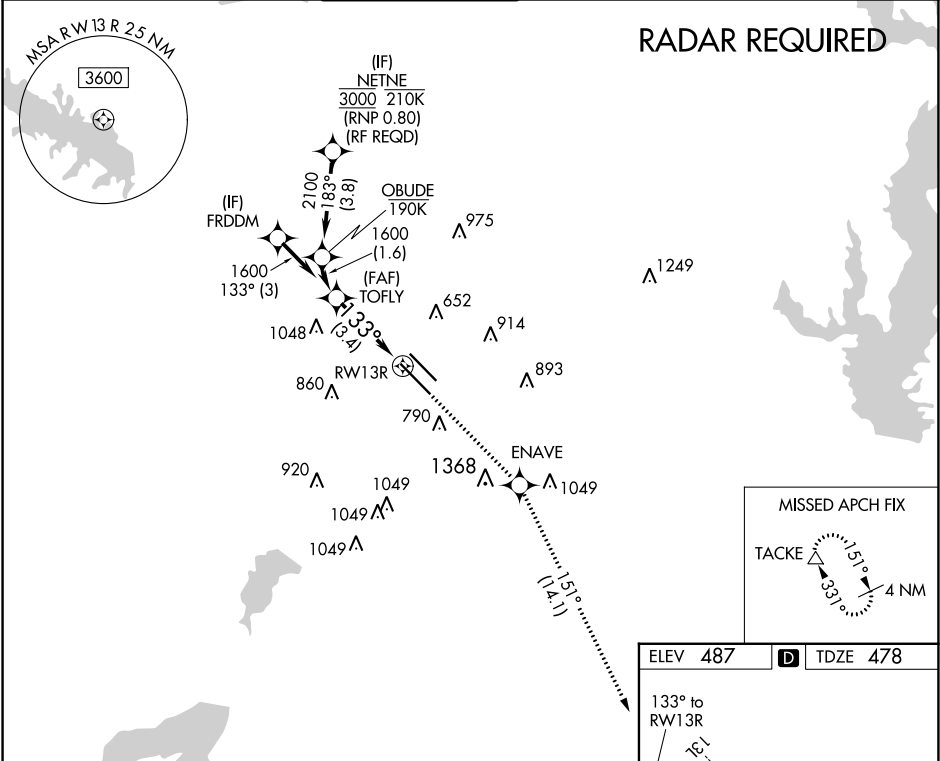 MSA RW 13 R 25 NM
3600
RADAR REQUIRED
(IF)
NETNE
3000 210K
(RNP 0.80)
(RF REQD)
2100
183°
(3.8)
OBUDE
190K
1600
(1.6)
(IF)
FRDDM
1600
133° (3)
(FAF)
TOFLY
133°
(3.4)
RW13R
975
1249
652
914
1048
893
860
790
920
1368
ENAVE
1049
1049
1049
1049
151°
(14.1)
MISSED APCH FIX
TACKE
151°
331°
4 NM
ELEV 487
D
TDZE 478
133° to
RW13R
13L